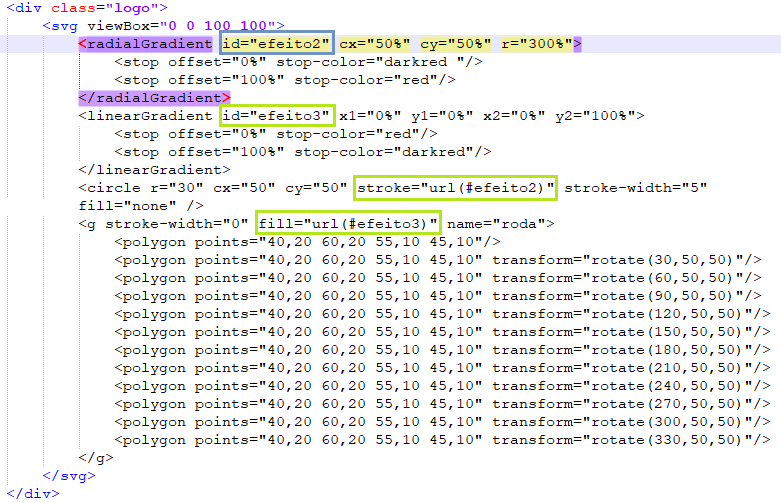 <div class="logo">
<svg viewBox="0 0 100 100">
<radialGradient id="efeito2" cx="50%" cy="50%" r="300%">
<stop offset="0%" stop-color="darkred "/>
<stop offset="100%" stop-color="red"/>
</radialGradient>
<linearGradient id="efeito3" x1="0%" y1="0%" x2="0%" y2="100%">
<stop offset="0%" stop-color="red"/>
<stop offset="100%" stop-color="darkred"/>
</linearGradient>
<circle r="30" cx="50" cy="50" stroke="url(#efeito2)" stroke-width="5"
fill="none" />
<g stroke-width="0" fill="url(#efeito3)" name="roda">
<polygon points="40,20 60,20 55,10 45,10"/>
<polygon points="40,20 60,20 55,10 45,10" transform="rotate(30,50,50)"/>
<polygon points="40,20 60,20 55,10 45,10" transform="rotate(60,50,50)"/>
<polygon points="40,20 60,20 55,10 45,10" transform="rotate(90,50,50)"/>
<polygon points="40,20 60,20 55,10 45,10" transform="rotate(120,50,50)"/>
<polygon points="40,20 60,20 55,10 45,10" transform="rotate(150,50,50)"/>
<polygon points="40,20 60,20 55,10 45,10" transform="rotate(180,50,50)"/>
<polygon points="40,20 60,20 55,10 45,10" transform="rotate(210,50,50)"/>
<polygon points="40,20 60,20 55,10 45,10" transform="rotate(240,50,50)"/>
<polygon points="40,20 60,20 55,10 45,10" transform="rotate(270,50,50)"/>
<polygon points="40,20 60,20 55,10 45,10" transform="rotate(300,50,50)"/>
<polygon points="40,20 60,20 55,10 45,10" transform="rotate(330,50,50)"/>
</g>
</svg>
</div>